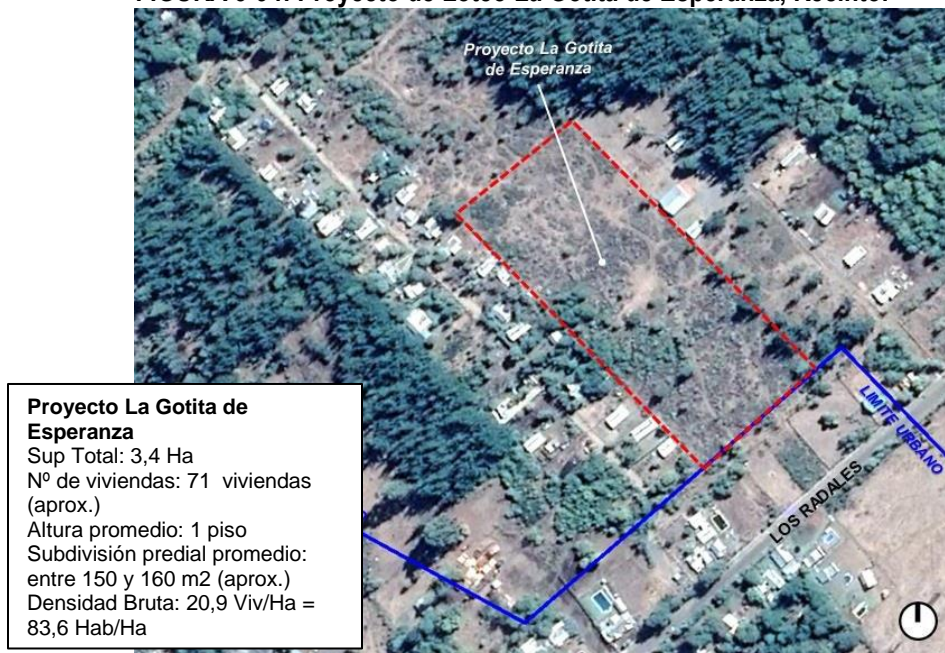 Proyecto La Gotita
de Esperanza
LIMITE URBANO
LOS RADALES
Proyecto La Gotita de
Esperanza
Sup Total: 3,4 Ha
Nº de viviendas: 71 viviendas
(aprox.)
Altura promedio: 1 piso
Subdivisión predial promedio:
entre 150 y 160 m2 (aprox.)
Densidad Bruta: 20,9 Viv/Ha =
83,6 Hab/Ha